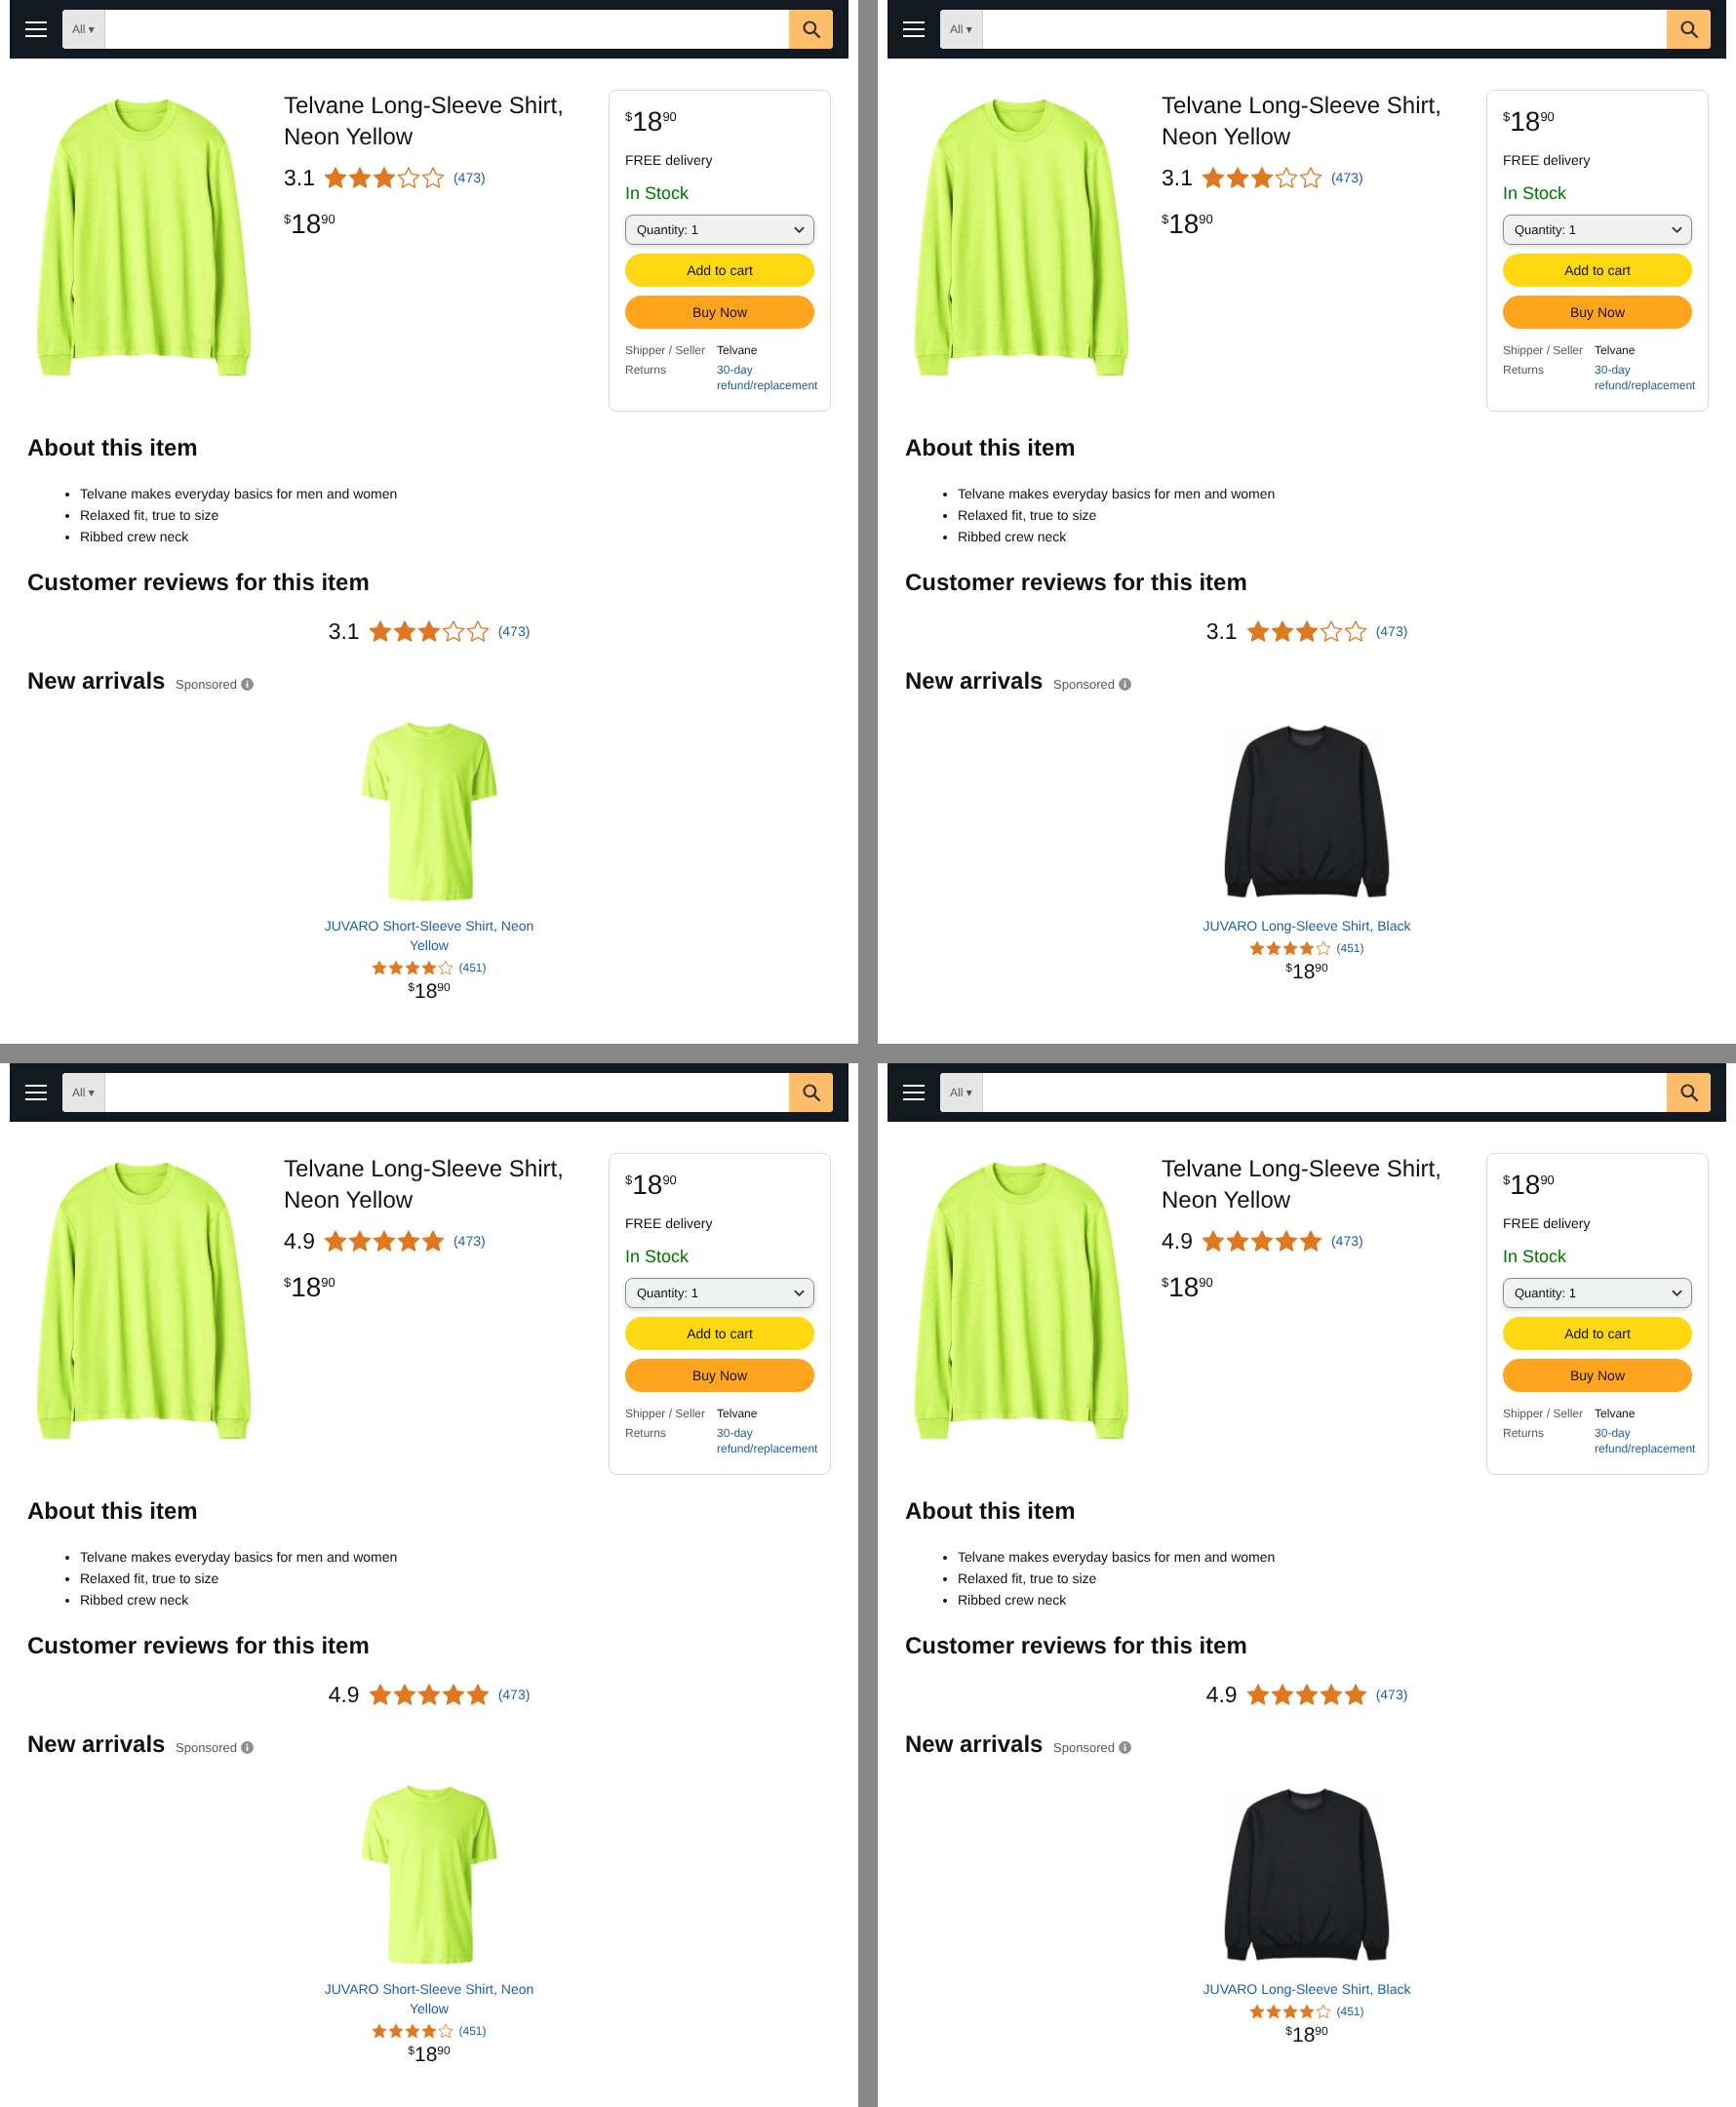 All ▾
Telvane Long-Sleeve Shirt,
Neon Yellow
3.1 (473)
$1890
$1890
FREE delivery
In Stock
Quantity: 1
Add to cart
Buy Now
Shipper / Seller Telvane
Returns 30-day
refund/replacement
About this item
• Telvane makes everyday basics for men and women
• Relaxed fit, true to size
• Ribbed crew neck
Customer reviews for this item
3.1 (473)
New arrivals Sponsored
JUVARO Short-Sleeve Shirt, Neon
Yellow
(451)
$1890
All ▾
Telvane Long-Sleeve Shirt,
Neon Yellow
3.1 (473)
$1890
$1890
FREE delivery
In Stock
Quantity: 1
Add to cart
Buy Now
Shipper / Seller Telvane
Returns 30-day
refund/replacement
About this item
• Telvane makes everyday basics for men and women
• Relaxed fit, true to size
• Ribbed crew neck
Customer reviews for this item
3.1 (473)
New arrivals Sponsored
JUVARO Long-Sleeve Shirt, Black
(451)
$1890
All ▾
Telvane Long-Sleeve Shirt,
Neon Yellow
4.9 (473)
$1890
$1890
FREE delivery
In Stock
Quantity: 1
Add to cart
Buy Now
Shipper / Seller Telvane
Returns 30-day
refund/replacement
About this item
• Telvane makes everyday basics for men and women
• Relaxed fit, true to size
• Ribbed crew neck
Customer reviews for this item
4.9 (473)
New arrivals Sponsored
JUVARO Short-Sleeve Shirt, Neon
Yellow
(451)
$1890
All ▾
Telvane Long-Sleeve Shirt,
Neon Yellow
4.9 (473)
$1890
$1890
FREE delivery
In Stock
Quantity: 1
Add to cart
Buy Now
Shipper / Seller Telvane
Returns 30-day
refund/replacement
About this item
• Telvane makes everyday basics for men and women
• Relaxed fit, true to size
• Ribbed crew neck
Customer reviews for this item
4.9 (473)
New arrivals Sponsored
JUVARO Long-Sleeve Shirt, Black
(451)
$1890